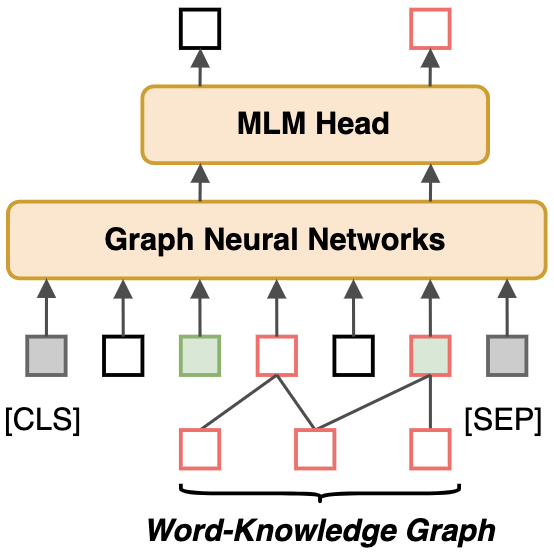 MLM Head
Graph Neural Networks
[CLS]
[SEP]
Word-Knowledge Graph